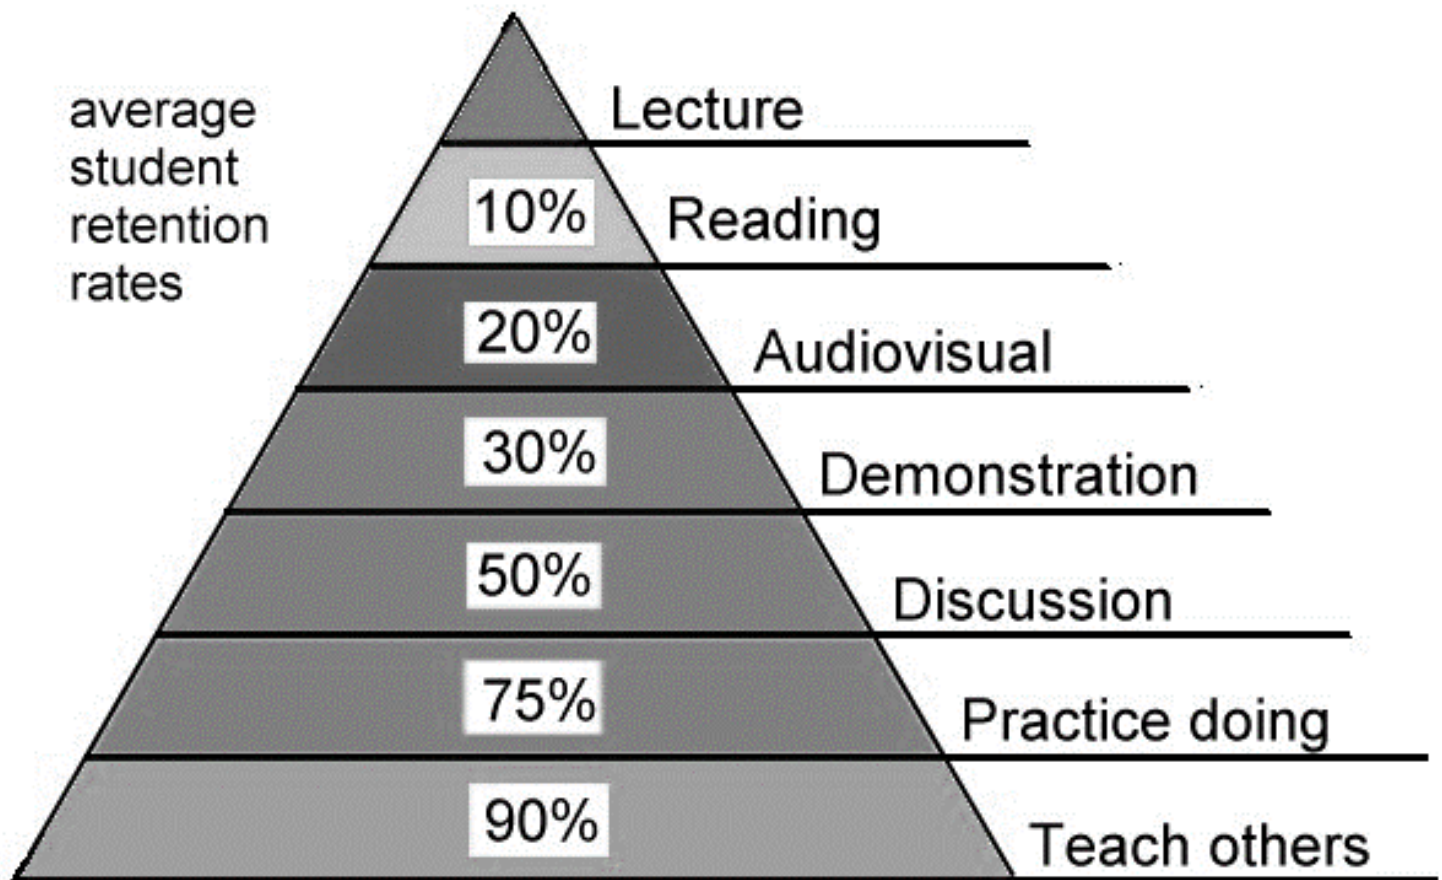 average
student
retention
rates
Lecture
10% Reading
20% Audiovisual
30% Demonstration
50% Discussion
75% Practice doing
90% Teach others